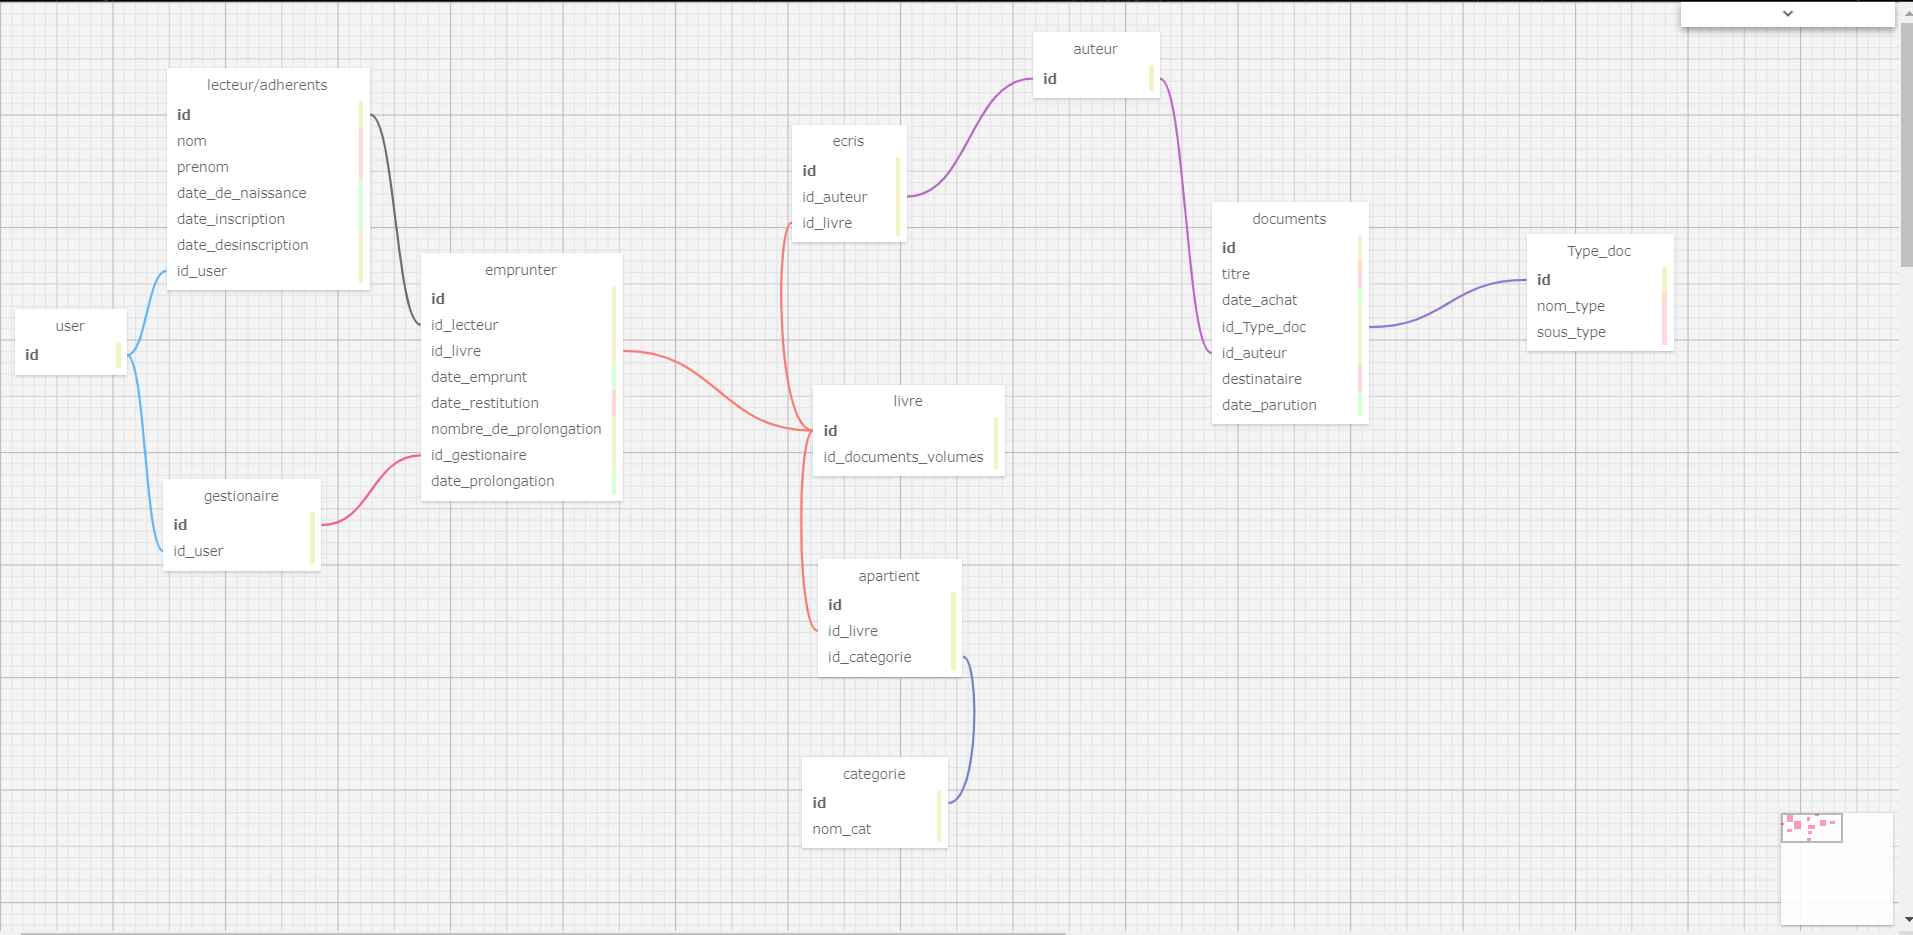 lecteur/adherents
id
nom
prenom
date_de_naissance
date_inscription
date_desinscription
id_user
user
id
gestionaire
id
id_user
emprunter
id
id_lecteur
id_livre
date_emprunt
date_restitution
nombre_de_prolongation
id_gestionaire
date_prolongation
ecris
id
id_auteur
id_livre
auteur
id
livre
id
id_documents_volumes
apartient
id
id_livre
id_categorie
categorie
id
nom_cat
documents
id
titre
date_achat
id_Type_doc
id_auteur
destinataire
date_parution
Type_doc
id
nom_type
sous_type